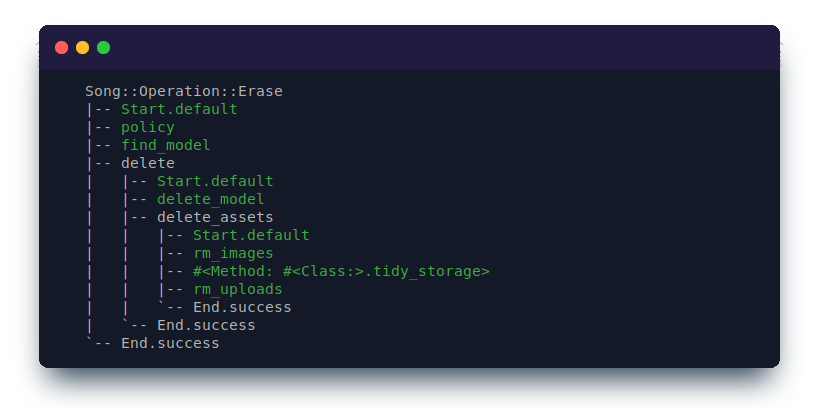 Song::Operation::Erase
|-- Start.default
|-- policy
|-- find_model
|-- delete
|   |-- Start.default
|   |-- delete_model
|   |-- delete_assets
|   |   |-- Start.default
|   |   |-- rm_images
|   |   |-- #<Method: #<Class:>.tidy_storage>
|   |   |-- rm_uploads
|   |   `-- End.success
|   `-- End.success
`-- End.success